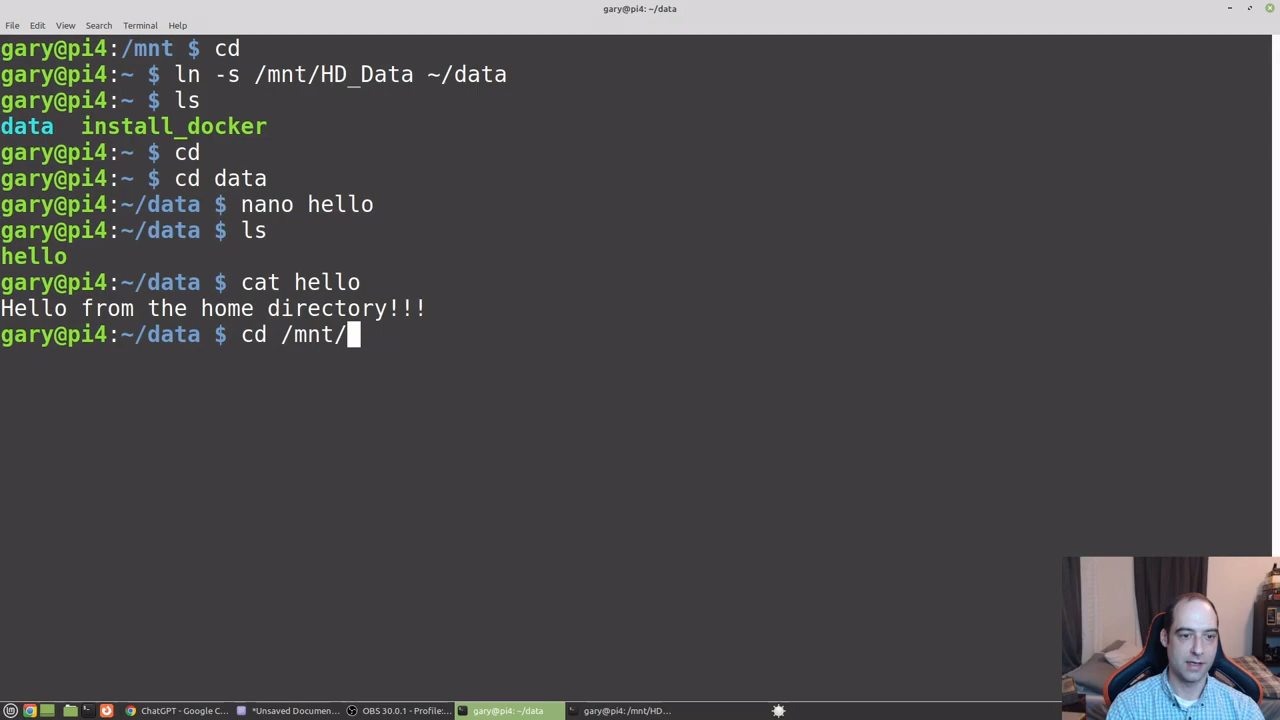 gary@pi4: ~/data
File Edit View Search Terminal Help
gary@pi4:/mnt $ cd
gary@pi4:~ $ ln -s /mnt/HD_Data ~/data
gary@pi4:~ $ ls
data  install_docker
gary@pi4:~ $ cd
gary@pi4:~ $ cd data
gary@pi4:~/data $ nano hello
gary@pi4:~/data $ ls
hello
gary@pi4:~/data $ cat hello
Hello from the home directory!!!
gary@pi4:~/data $ cd /mnt/
ChatGPT - Google C... *Unsaved Documen... OBS 30.0.1 - Profile:... gary@pi4: ~/data gary@pi4: /mnt/HD...